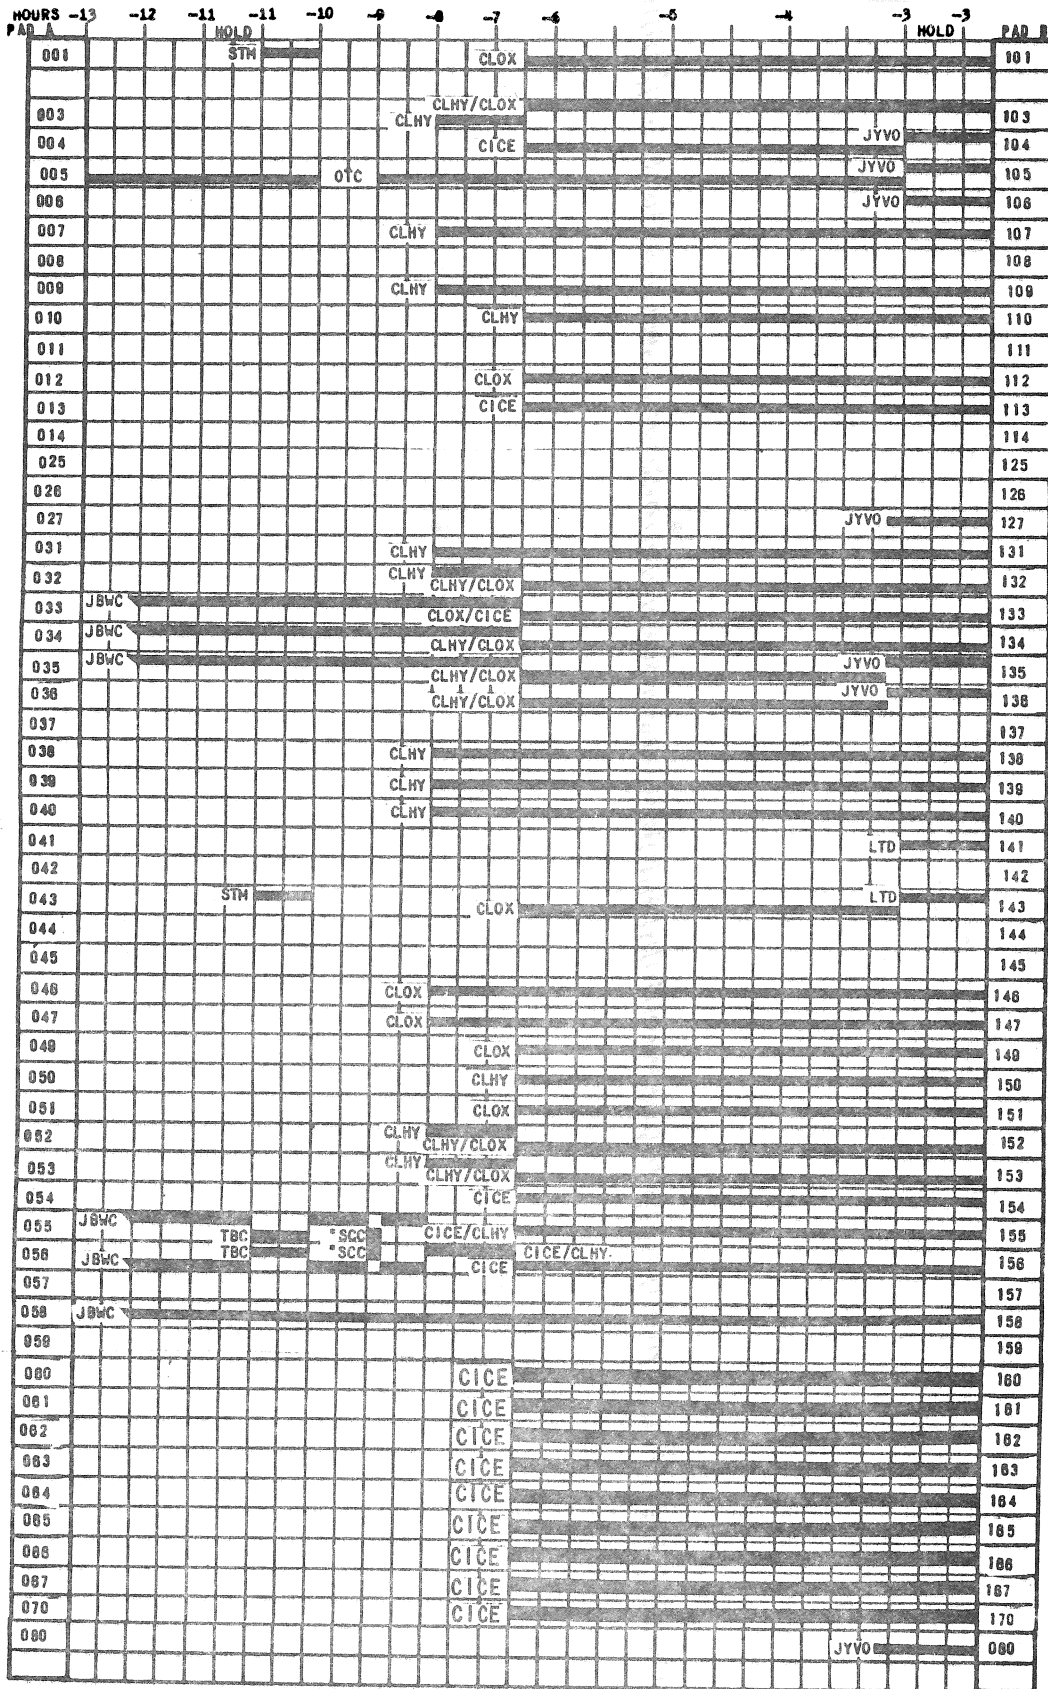 HOURS -13 -12 -11 -11 -10 -9 -8 -7 -6 -5 -4 -3 -3
PAD A HOLD HOLD PAD B
001 STM CLOX 101
CLHY/CLOX
003 CLHY 103
004 CICE JYVO 104
005 OTC JYVO 105
006 JYVO 106
007 CLHY 107
008 108
009 CLHY 109
010 CLHY 110
011 111
012 CLOX 112
013 CICE 113
014 114
025 125
026 126
027 JYVO 127
031 CLHY 131
032 CLHY 132
CLHY/CLOX
033 JBWC 133
CLOX/CICE
034 JBWC 134
CLHY/CLOX
035 JBWC JYVO 135
CLHY/CLOX
036 JYVO 136
CLHY/CLOX
037 137
038 CLHY 138
039 CLHY 139
040 CLHY 140
041 LTD 141
042 142
043 STM LTD 143
CLOX
044 144
045 145
046 CLOX 146
047 CLOX 147
049 CLOX 149
050 CLHY 150
051 CLOX 151
052 CLHY 152
CLHY/CLOX
053 CLHY 153
CLHY/CLOX
054 CICE 154
055 JBWC 155
TBC *SCC CICE/CLHY
056 TBC *SCC CICE/CLHY 156
JBWC CICE
057 157
058 JBWC 158
059 159
060 CICE 160
061 CICE 161
062 CICE 162
063 CICE 163
064 CICE 164
065 CICE 165
066 CICE 166
067 CICE 167
070 CICE 170
080 JYVO 080